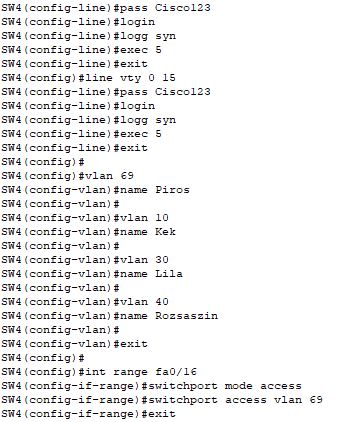 SW4(config-line)#pass Cisco123
SW4(config-line)#login
SW4(config-line)#logg syn
SW4(config-line)#exec 5
SW4(config-line)#exit
SW4(config)#line vty 0 15
SW4(config-line)#pass Cisco123
SW4(config-line)#login
SW4(config-line)#logg syn
SW4(config-line)#exec 5
SW4(config-line)#exit
SW4(config)#
SW4(config)#vlan 69
SW4(config-vlan)#name Piros
SW4(config-vlan)#
SW4(config-vlan)#vlan 10
SW4(config-vlan)#name Kek
SW4(config-vlan)#
SW4(config-vlan)#vlan 30
SW4(config-vlan)#name Lila
SW4(config-vlan)#
SW4(config-vlan)#vlan 40
SW4(config-vlan)#name Rozsaszin
SW4(config-vlan)#
SW4(config-vlan)#exit
SW4(config)#
SW4(config)#int range fa0/16
SW4(config-if-range)#switchport mode access
SW4(config-if-range)#switchport access vlan 69
SW4(config-if-range)#exit